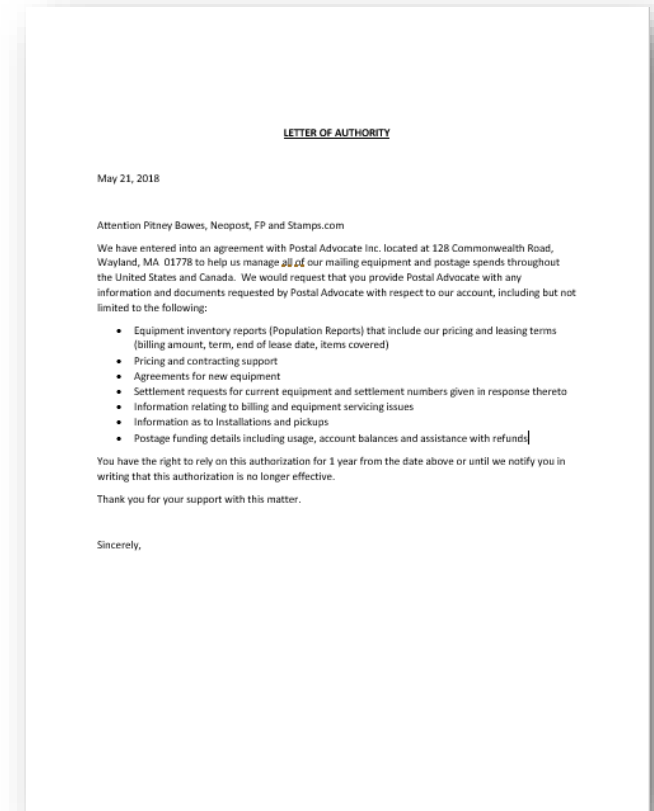 LETTER OF AUTHORITY
May 21, 2018
Attention Pitney Bowes, Neopost, FP and Stamps.com
We have entered into an agreement with Postal Advocate Inc. located at 128 Commonwealth Road,
Wayland, MA  01778 to help us manage all of our mailing equipment and postage spends throughout
the United States and Canada.  We would request that you provide Postal Advocate with any
information and documents requested by Postal Advocate with respect to our account, including but not
limited to the following:
• Equipment inventory reports (Population Reports) that include our pricing and leasing terms
(billing amount, term, end of lease date, items covered)
• Pricing and contracting support
• Agreements for new equipment
• Settlement requests for current equipment and settlement numbers given in response thereto
• Information relating to billing and equipment servicing issues
• Information as to Installations and pickups
• Postage funding details including usage, account balances and assistance with refunds
You have the right to rely on this authorization for 1 year from the date above or until we notify you in
writing that this authorization is no longer effective.
Thank you for your support with this matter.
Sincerely,